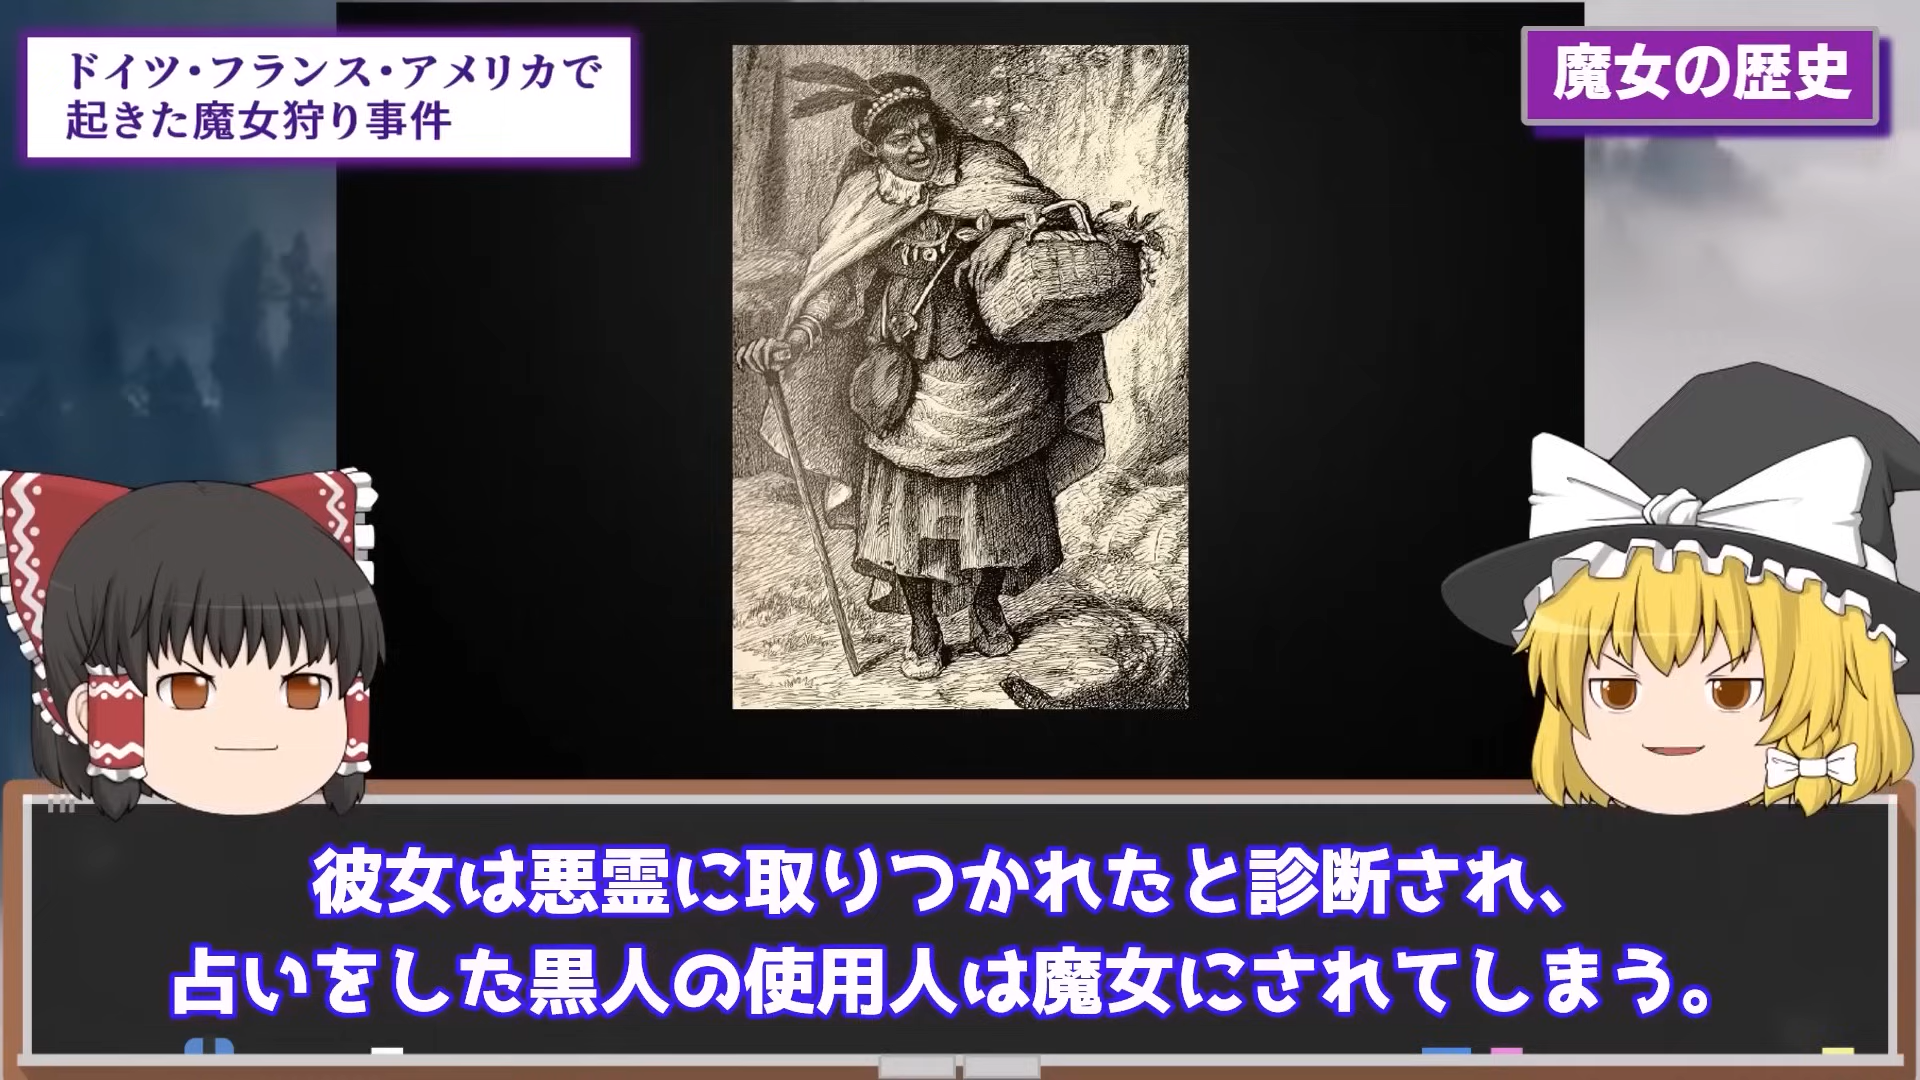 ドイツ・フランス・アメリカで
起きた魔女狩り事件
魔女の歴史
彼女は悪霊に取りつかれたと診断され、
占いをした黒人の使用人は魔女にされてしまう。